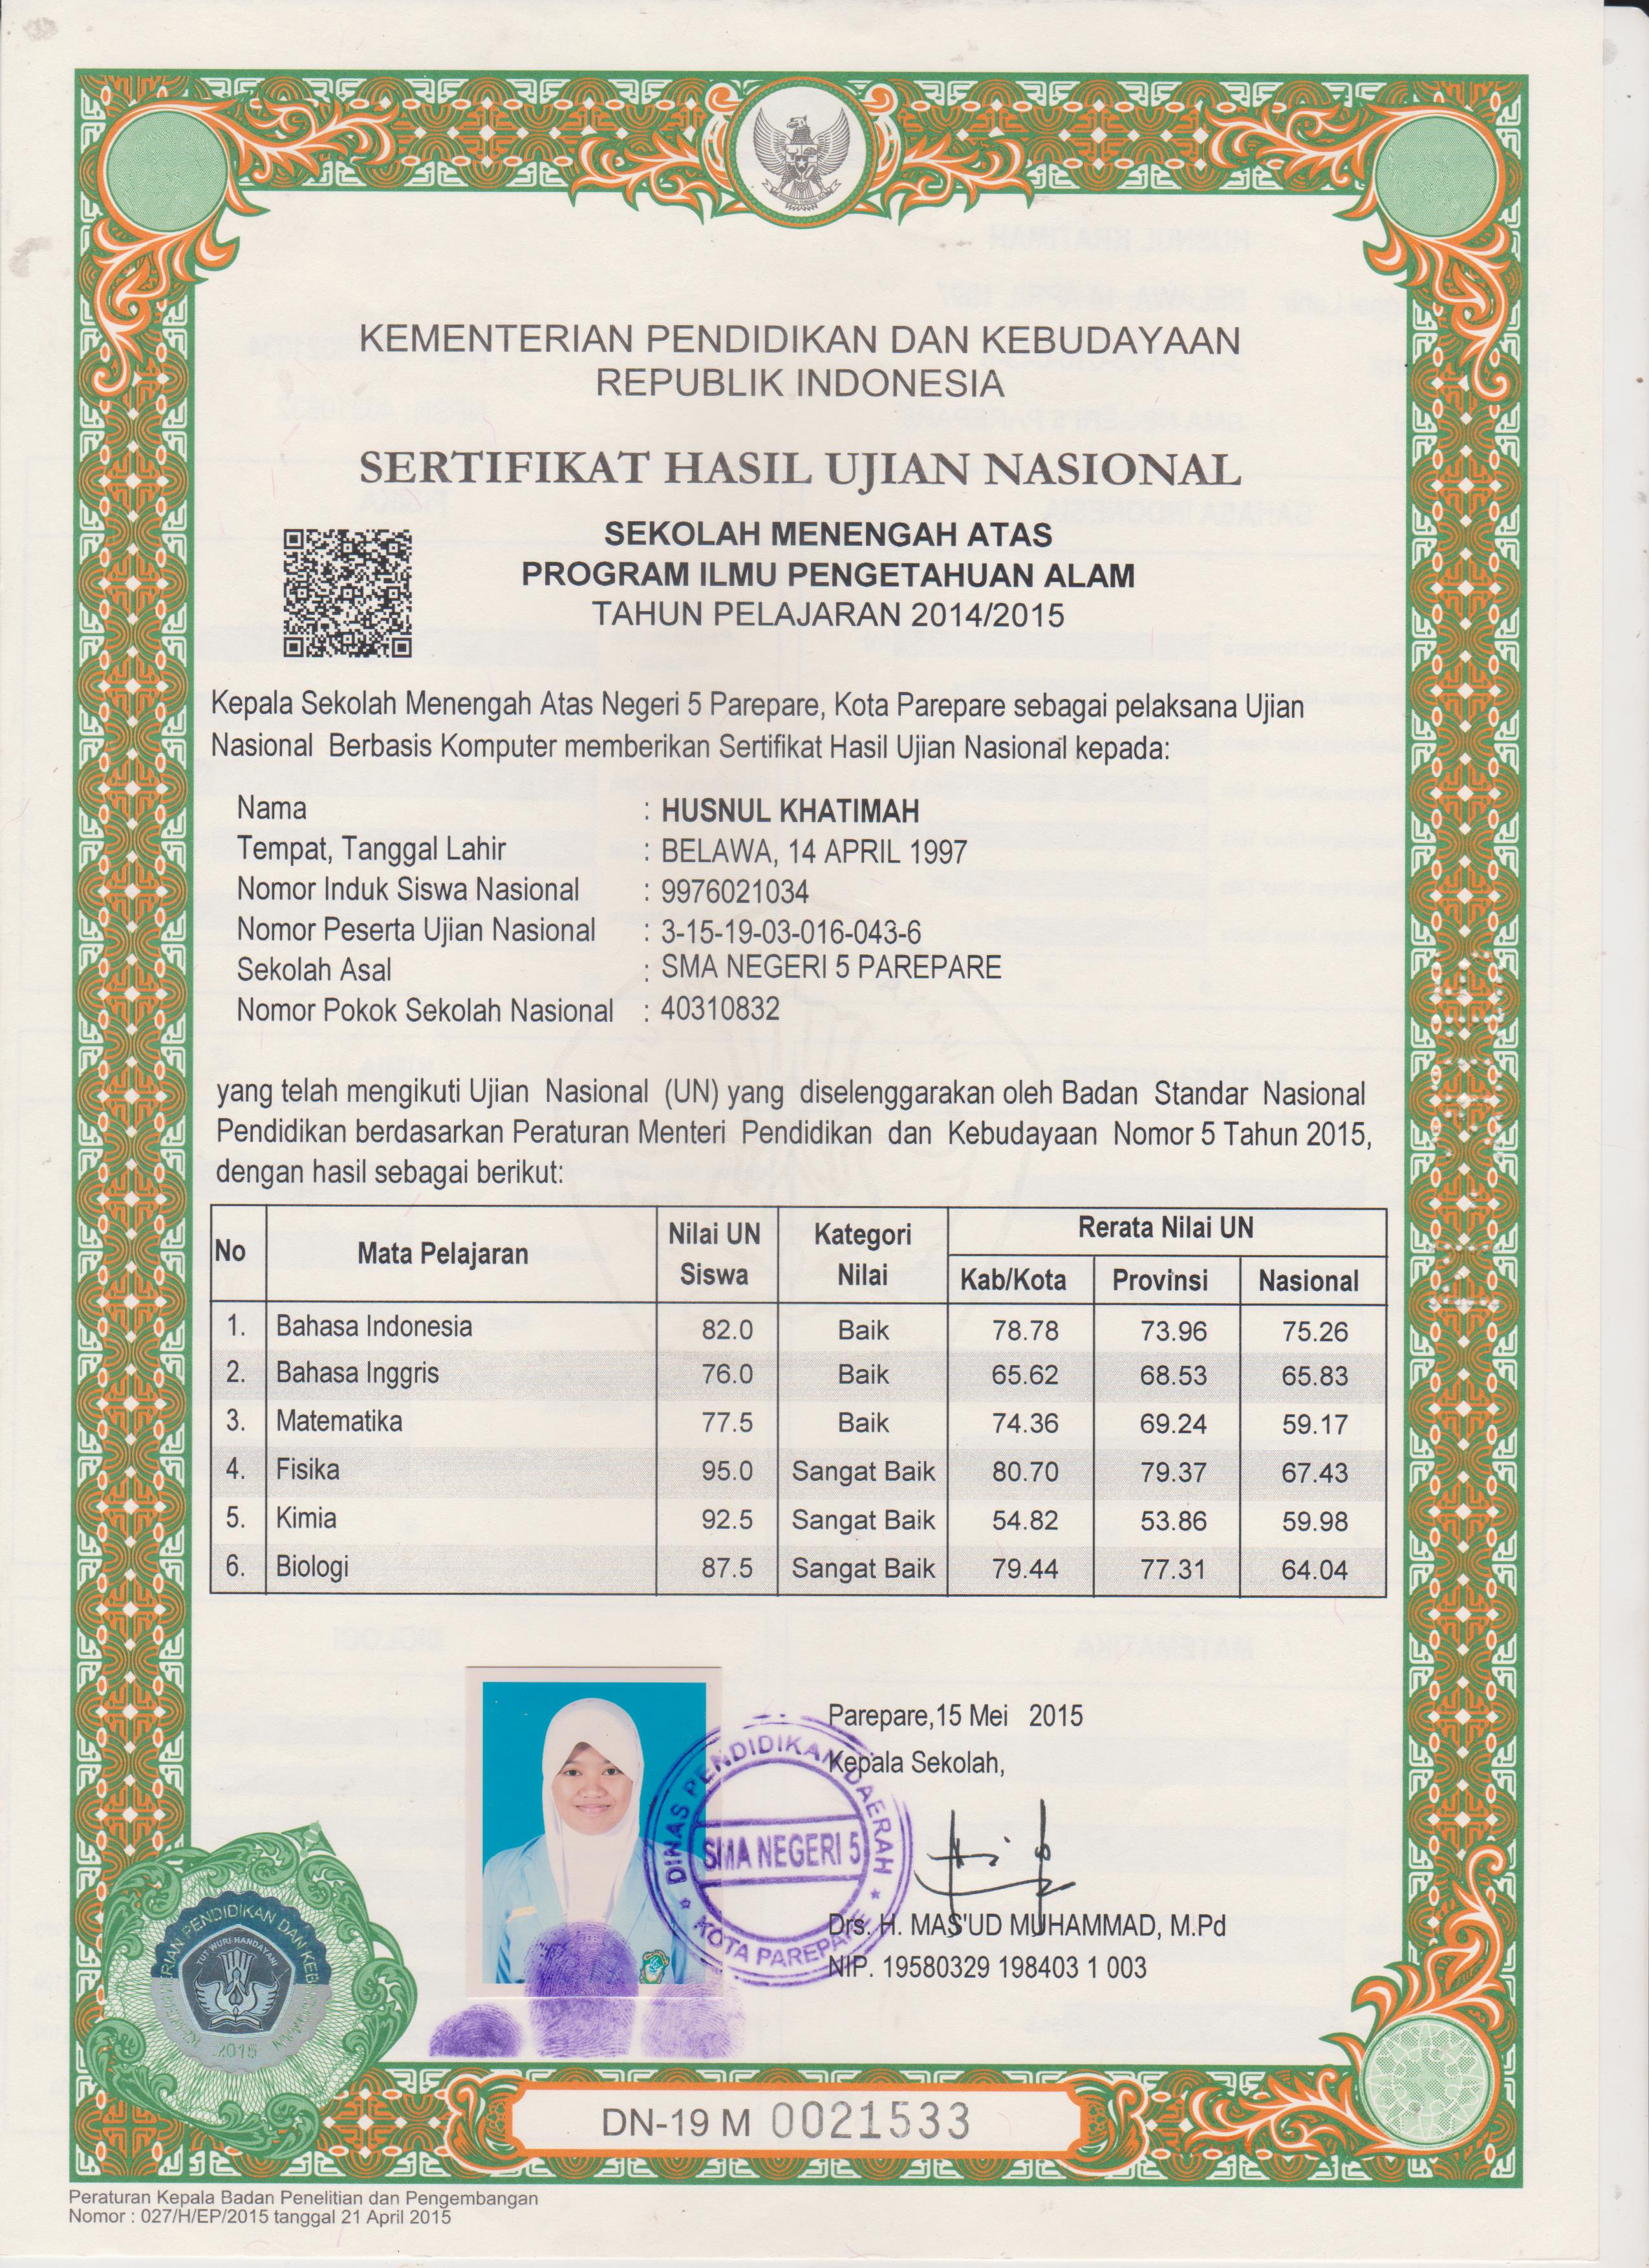 KEMENTERIAN PENDIDIKAN DAN KEBUDAYAAN
REPUBLIK INDONESIA
SERTIFIKAT HASIL UJIAN NASIONAL
SEKOLAH MENENGAH ATAS
PROGRAM ILMU PENGETAHUAN ALAM
TAHUN PELAJARAN 2014/2015
Kepala Sekolah Menengah Atas Negeri 5 Parepare, Kota Parepare sebagai pelaksana Ujian
Nasional Berbasis Komputer memberikan Sertifikat Hasil Ujian Nasional kepada:
Nama : HUSNUL KHATIMAH
Tempat, Tanggal Lahir : BELAWA, 14 APRIL 1997
Nomor Induk Siswa Nasional : 9976021034
Nomor Peserta Ujian Nasional : 3-15-19-03-016-043-6
Sekolah Asal : SMA NEGERI 5 PAREPARE
Nomor Pokok Sekolah Nasional : 40310832
yang telah mengikuti Ujian Nasional (UN) yang diselenggarakan oleh Badan Standar Nasional
Pendidikan berdasarkan Peraturan Menteri Pendidikan dan Kebudayaan Nomor 5 Tahun 2015,
dengan hasil sebagai berikut:
No Mata Pelajaran Nilai UN Siswa Kategori Nilai Rerata Nilai UN
Kab/Kota Provinsi Nasional
1. Bahasa Indonesia 82.0 Baik 78.78 73.96 75.26
2. Bahasa Inggris 76.0 Baik 65.62 68.53 65.83
3. Matematika 77.5 Baik 74.36 69.24 59.17
4. Fisika 95.0 Sangat Baik 80.70 79.37 67.43
5. Kimia 92.5 Sangat Baik 54.82 53.86 59.98
6. Biologi 87.5 Sangat Baik 79.44 77.31 64.04
Parepare,15 Mei 2015
Kepala Sekolah,
DINAS PENDIDIKAN DAERAH
SMA NEGERI 5
KOTA PAREPARE
Drs. H. MAS'UD MUHAMMAD, M.Pd
NIP. 19580329 198403 1 003
PENDIDIKAN DAN
TUT WURI HANDAYANI
2015
DN-19 M 0021533
Peraturan Kepala Badan Penelitian dan Pengembangan
Nomor : 027/H/EP/2015 tanggal 21 April 2015